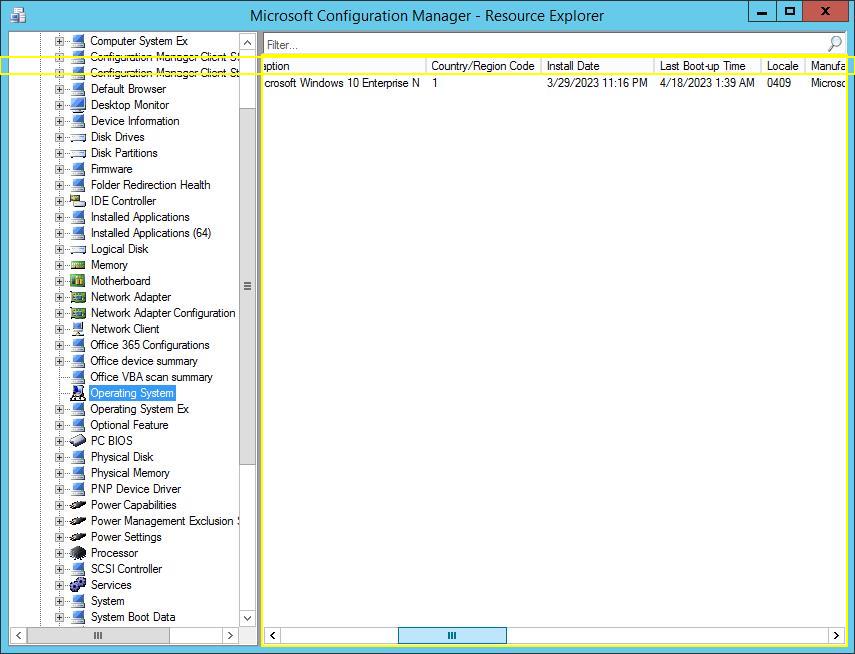 Microsoft Configuration Manager - Resource Explorer
Computer System Ex
Configuration Manager Client S
Configuration Manager Client St
Default Browser
Desktop Monitor
Device Information
Disk Drives
Disk Partitions
Firmware
Folder Redirection Health
IDE Controller
Installed Applications
Installed Applications (64)
Logical Disk
Memory
Motherboard
Network Adapter
Network Adapter Configuration
Network Client
Office 365 Configurations
Office device summary
Office VBA scan summary
Operating System
Operating System Ex
Optional Feature
PC BIOS
Physical Disk
Physical Memory
PNP Device Driver
Power Capabilities
Power Management Exclusion S
Power Settings
Processor
SCSI Controller
Services
System
System Boot Data
Filter...
aption Country/Region Code Install Date Last Boot-up Time Locale Manufa
crosoft Windows 10 Enterprise N 1 3/29/2023 11:16 PM 4/18/2023 1:39 AM 0409 Microso